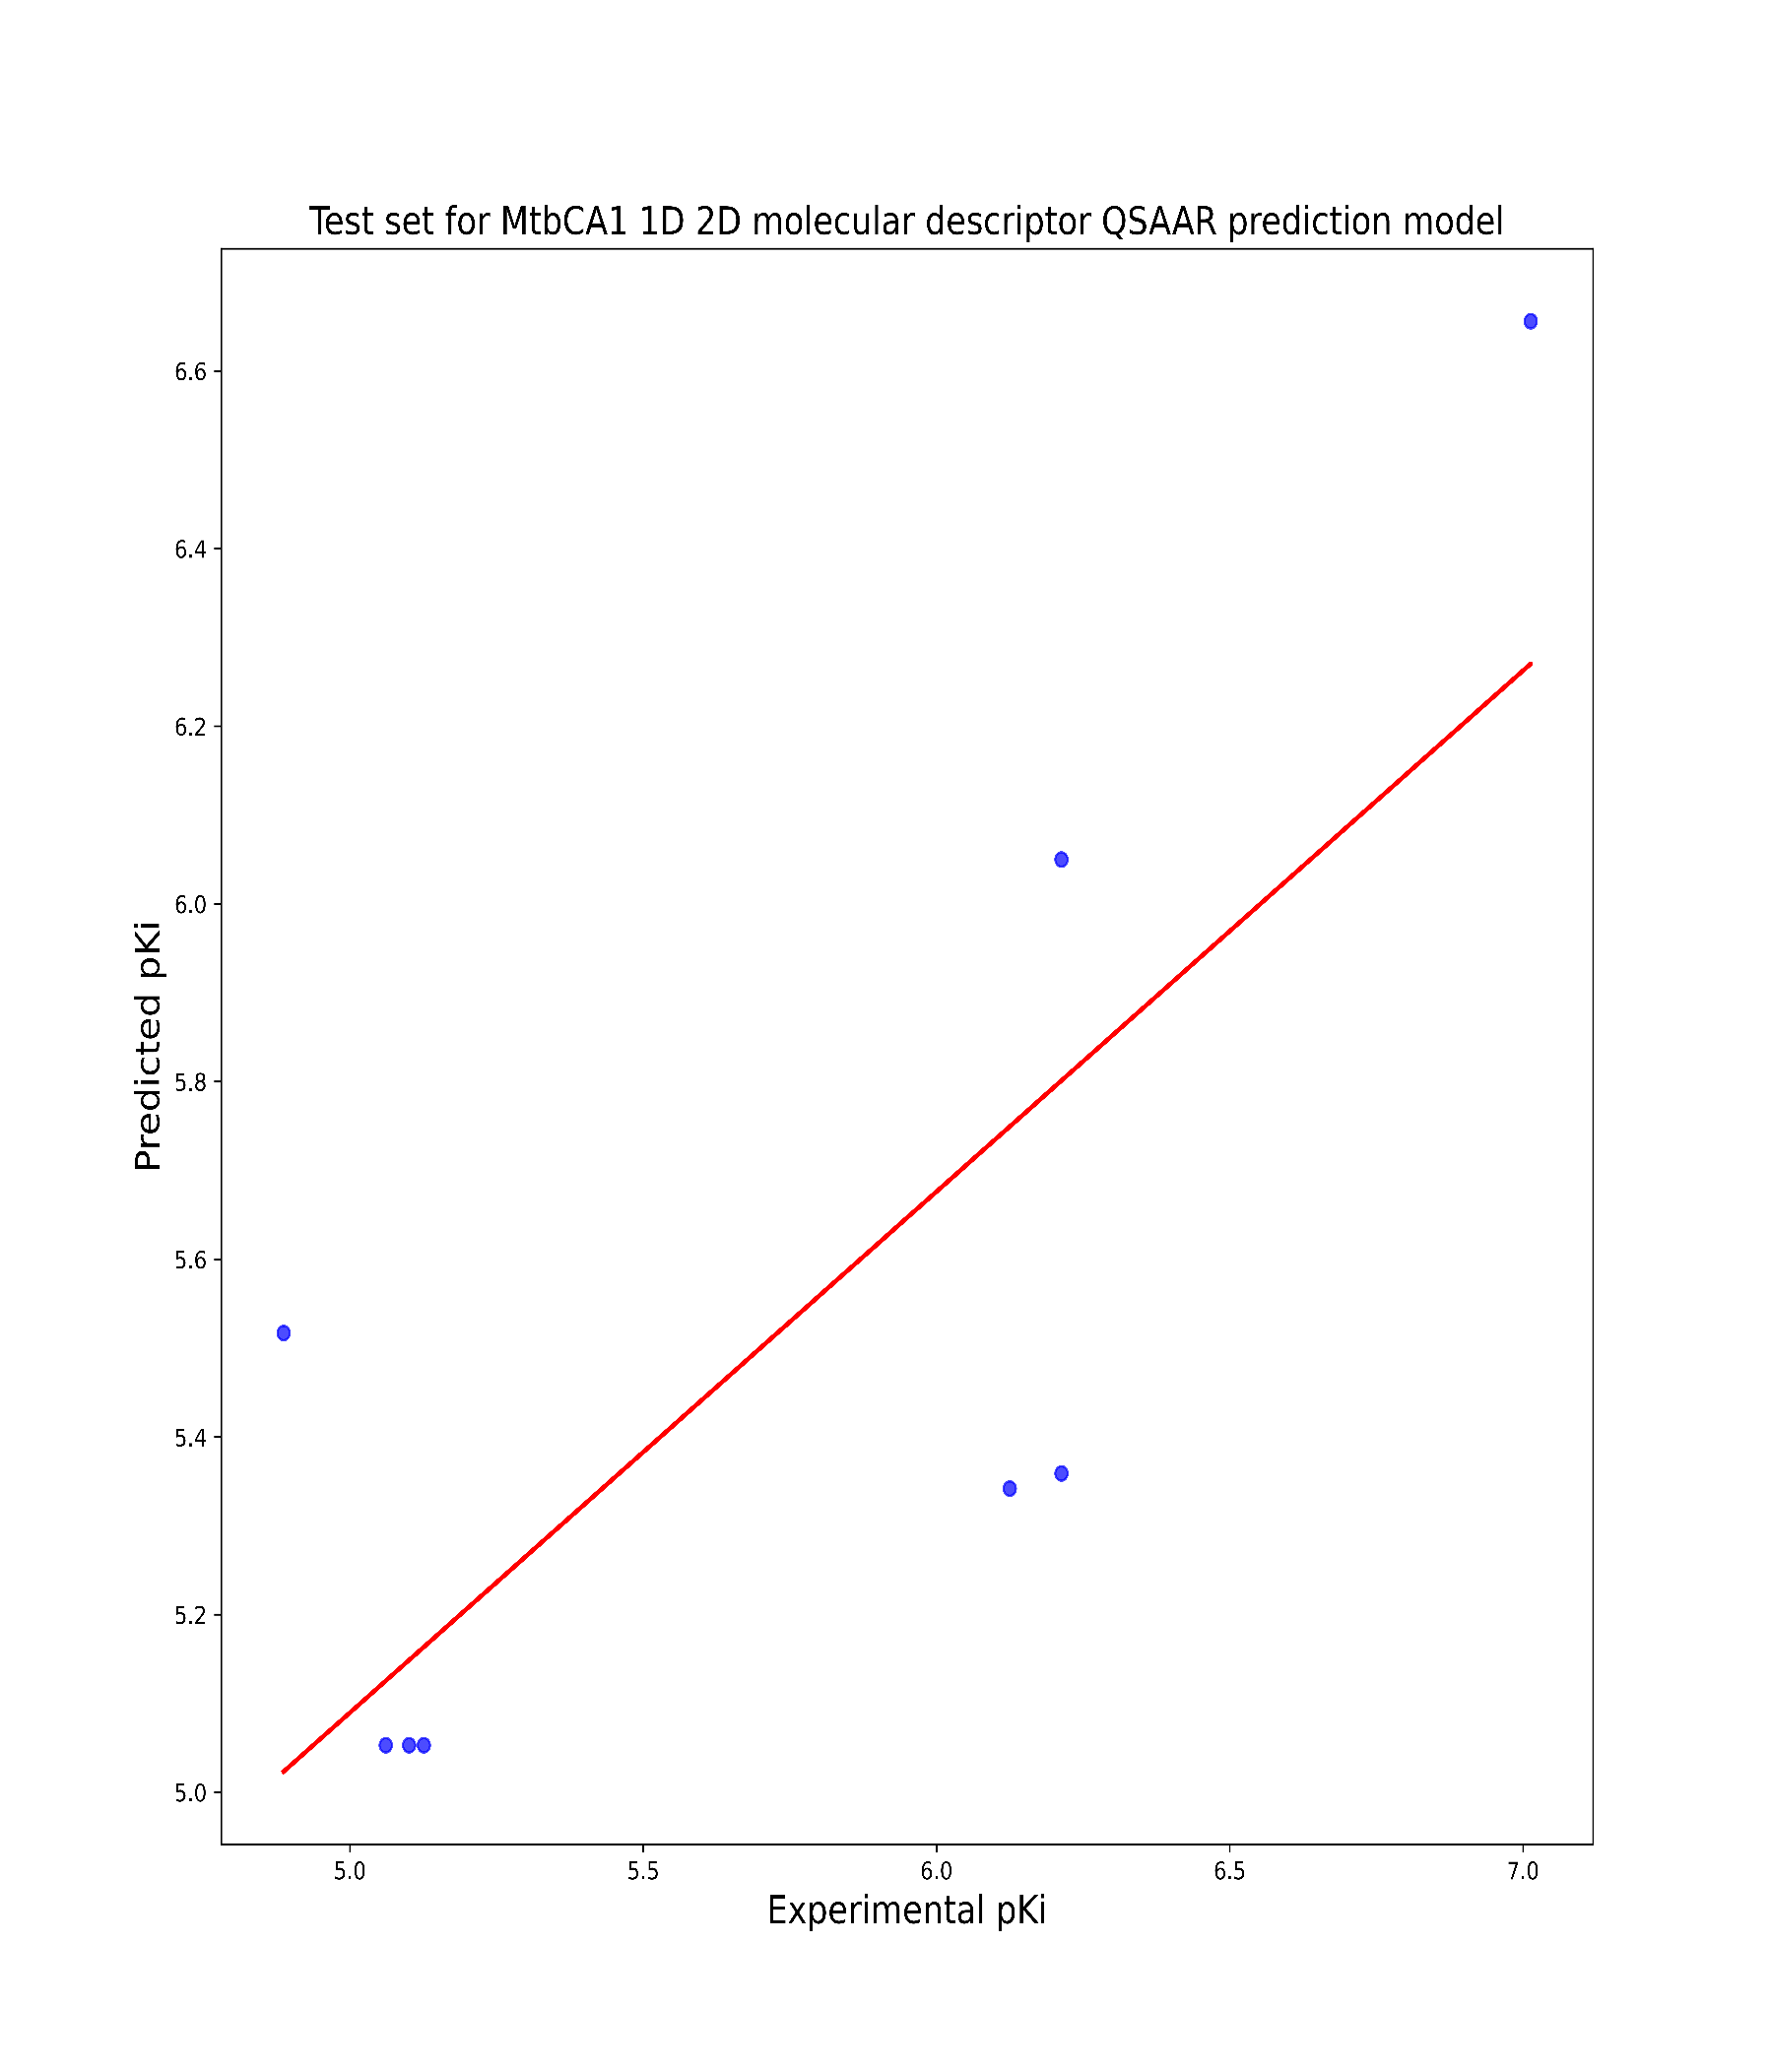 Test set for MtbCA1 1D 2D molecular descriptor QSAAR prediction model
6.6
6.4
6.2
6.0
5.8
5.6
5.4
5.2
5.0
Predicted pKi
5.0 5.5 6.0 6.5 7.0
Experimental pKi